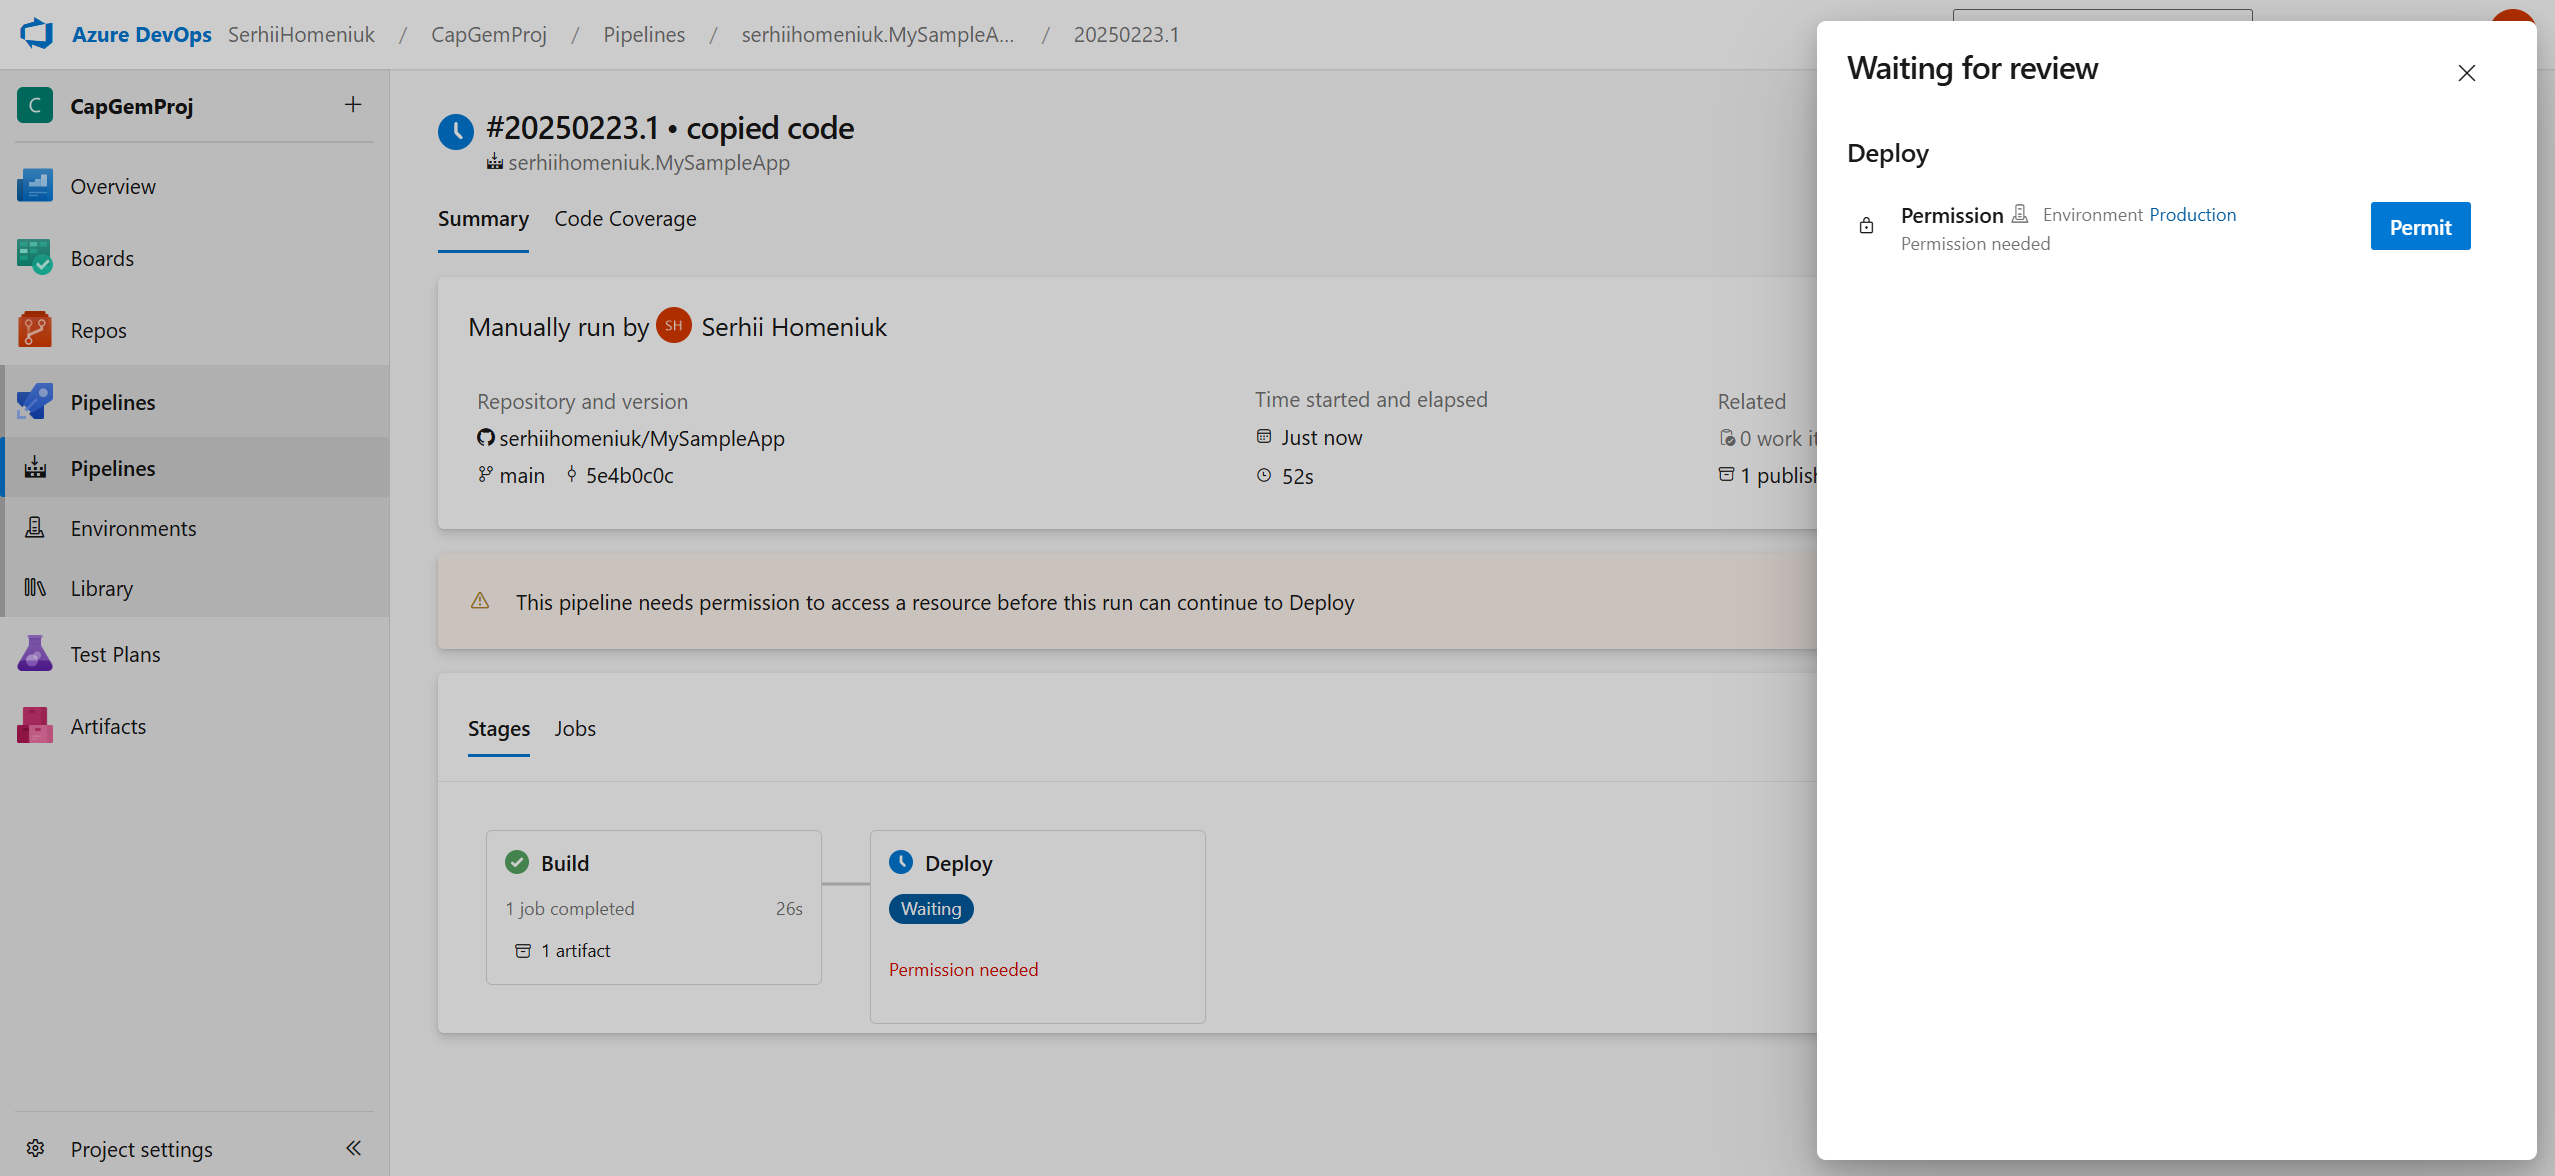 Azure DevOps SerhiiHomeniuk / CapGemProj / Pipelines / serhiihomeniuk.MySampleA... / 20250223.1
C CapGemProj
Overview
Boards
Repos
Pipelines
Pipelines
Environments
Library
Test Plans
Artifacts
Project settings
#20250223.1 • copied code
serhiihomeniuk.MySampleApp
Summary Code Coverage
Manually run by SH Serhii Homeniuk
Repository and version
serhiihomeniuk/MySampleApp
main 5e4b0c0c
Time started and elapsed
Just now
52s
Related
0 work it
1 publish
This pipeline needs permission to access a resource before this run can continue to Deploy
Stages Jobs
Build
1 job completed 26s
1 artifact
Deploy
Waiting
Permission needed
Waiting for review
Deploy
Permission Environment Production
Permission needed
Permit